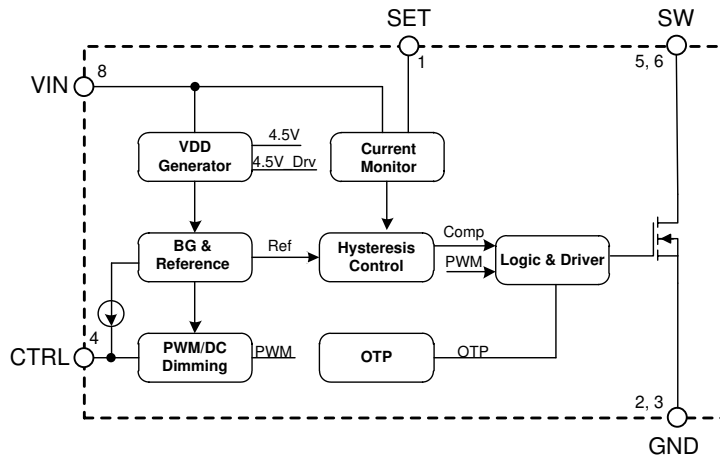 SET
SW
1
5, 6
8
VIN
VDD
Generator
4.5V
4.5V_Drv
Current
Monitor
BG &
Reference
Ref
Hysteresis
Control
Comp
PWM
Logic & Driver
4
CTRL
PWM/DC
Dimming
PWM
OTP
OTP
2, 3
GND